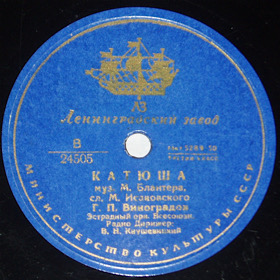 ЛЗ
Ленинградский завод
В
24505
КАТЮША
муз. М. Блантера,
сл. М. Исаковского
Г. П. Виноградов
Эстрадный орк. Всесоюзн.
Радио Дирижер:
В. Н. Кнушевицкий
МИНИСТЕРСТВО КУЛЬТУРЫ СССР